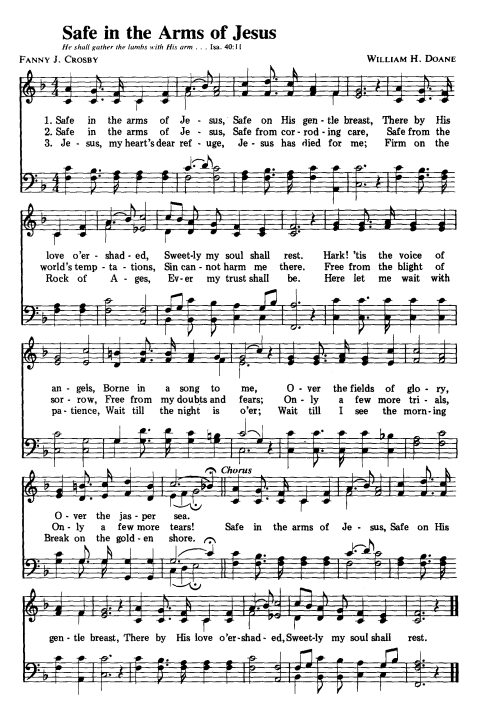 Safe in the Arms of Jesus
He shall gather the lambs with His arm . . . Isa. 40:11
Fanny J. Crosby William H. Doane
1. Safe in the arms of Je - sus, Safe on His gen - tle breast, There by His
2. Safe in the arms of Je - sus, Safe from cor - rod - ing care, Safe from the
3. Je - sus, my heart's dear ref - uge, Je - sus has died for me; Firm on the
love o'er - shad - ed, Sweet-ly my soul shall rest. Hark! 'tis the voice of
world's temp - ta - tions, Sin can - not harm me there. Free from the blight of
Rock of A - ges, Ev - er my trust shall be. Here let me wait with
an - gels, Borne in a song to me, O - ver the fields of glo - ry,
sor - row, Free from my doubts and fears; On - ly a few more tri - als,
pa - tience, Wait till the night is o'er; Wait till I see the morn - ing
Chorus
O - ver the jas - per sea.
On - ly a few more tears! Safe in the arms of Je - sus, Safe on His
Break on the gold - en shore.
gen - tle breast, There by His love o'er-shad - ed, Sweet-ly my soul shall rest.